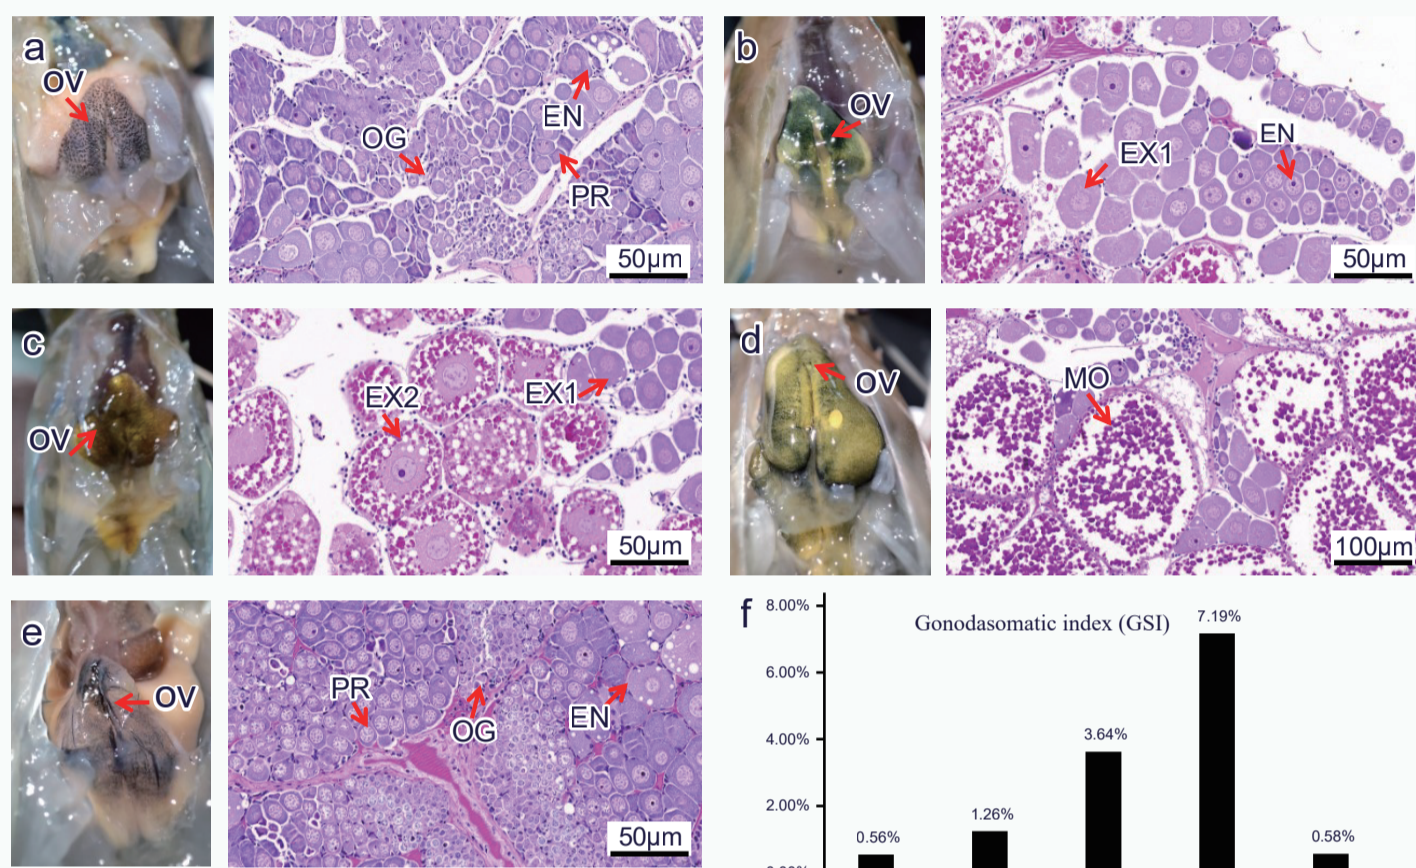 a
OV
OG
EN
PR
50μm
b
OV
EX1
EN
50μm
c
OV
EX2
EX1
50μm
d
OV
MO
100μm
e
OV
PR
OG
EN
50μm
f
Gonodasomatic index (GSI)
8.00%
6.00%
4.00%
2.00%
0.56%
1.26%
3.64%
7.19%
0.58%